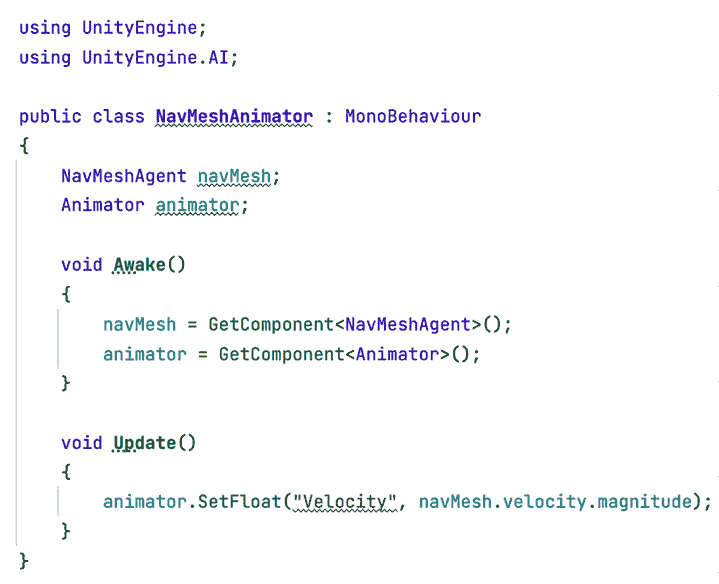 using UnityEngine;
using UnityEngine.AI;
public class NavMeshAnimator : MonoBehaviour
{
NavMeshAgent navMesh;
Animator animator;
void Awake()
{
navMesh = GetComponent<NavMeshAgent>();
animator = GetComponent<Animator>();
}
void Update()
{
animator.SetFloat("Velocity", navMesh.velocity.magnitude);
}
}